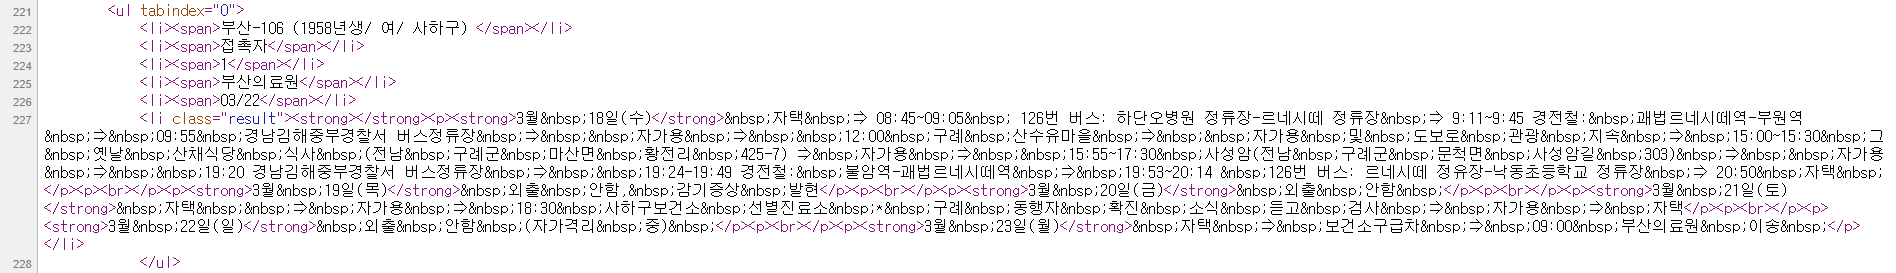 221 <ul tabindex="0">
222 <li><span>부산-106 (1958년생/ 여/ 사하구) </span></li>
223 <li><span>접촉자</span></li>
224 <li><span>1</span></li>
225 <li><span>부산의료원</span></li>
226 <li><span>03/22</span></li>
227 <li class="result"><strong></strong><p><strong>3월&nbsp;18일(수)</strong>&nbsp;자택&nbsp;⇒ 08:45~09:05&nbsp; 126번 버스: 하단오병원 정류장-르네시떼 정류장&nbsp;⇒ 9:11~9:45 경전철:&nbsp;괘법르네시떼역-부원역
&nbsp;⇒&nbsp;09:55&nbsp;경남김해중부경찰서 버스정류장&nbsp;⇒&nbsp;&nbsp;자가용&nbsp;⇒&nbsp;&nbsp;12:00&nbsp;구례&nbsp;산수유마을&nbsp;⇒&nbsp;&nbsp;자가용&nbsp;및&nbsp;도보로&nbsp;관광&nbsp;지속&nbsp;⇒&nbsp;15:00~15:30&nbsp;그
&nbsp;옛날&nbsp;산채식당&nbsp;식사&nbsp;(전남&nbsp;구례군&nbsp;마산면&nbsp;황전리&nbsp;425-7) ⇒&nbsp;자가용&nbsp;⇒&nbsp;&nbsp;15:55~17:30&nbsp;사성암(전남&nbsp;구례군&nbsp;문척면&nbsp;사성암길&nbsp;303)&nbsp;⇒&nbsp;&nbsp;자가용
&nbsp;⇒&nbsp;&nbsp;19:20 경남김해중부경찰서 버스정류장&nbsp;⇒&nbsp;&nbsp;19:24-19:49 경전철:&nbsp;불암역-괘법르네시떼역&nbsp;⇒&nbsp;19:53~20:14 &nbsp;126번 버스: 르네시떼 정유장-낙동초등학교 정류장&nbsp;⇒ 20:50&nbsp;자택&nbsp;
</p><p><br></p><p><strong>3월&nbsp;19일(목)</strong>&nbsp;외출&nbsp;안함,&nbsp;감기증상&nbsp;발현</p><p><br></p><p><strong>3월&nbsp;20일(금)</strong>&nbsp;외출&nbsp;안함&nbsp;</p><p><br></p><p><strong>3월&nbsp;21일(토)
</strong>&nbsp;자택&nbsp;&nbsp;⇒&nbsp;자가용&nbsp;⇒&nbsp;18:30&nbsp;사하구보건소&nbsp;선별진료소&nbsp;*&nbsp;구례&nbsp;동행자&nbsp;확진&nbsp;소식&nbsp;듣고&nbsp;검사&nbsp;⇒&nbsp;자가용&nbsp;⇒&nbsp;자택</p><p><br></p><p>
<strong>3월&nbsp;22일(일)</strong>&nbsp;외출&nbsp;안함&nbsp;(자가격리&nbsp;중)&nbsp;</p><p><br></p><p><strong>3월&nbsp;23일(월)</strong>&nbsp;자택&nbsp;⇒&nbsp;보건소구급차&nbsp;⇒&nbsp;09:00&nbsp;부산의료원&nbsp;이송&nbsp;</p>
</li>
228 </ul>